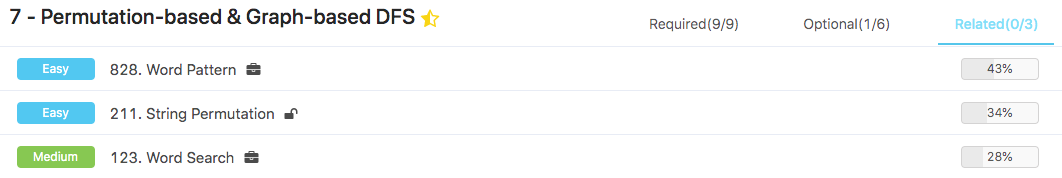 7 - Permutation-based & Graph-based DFS Required(9/9) Optional(1/6) Related(0/3)
Easy 828. Word Pattern 43%
Easy 211. String Permutation 34%
Medium 123. Word Search 28%